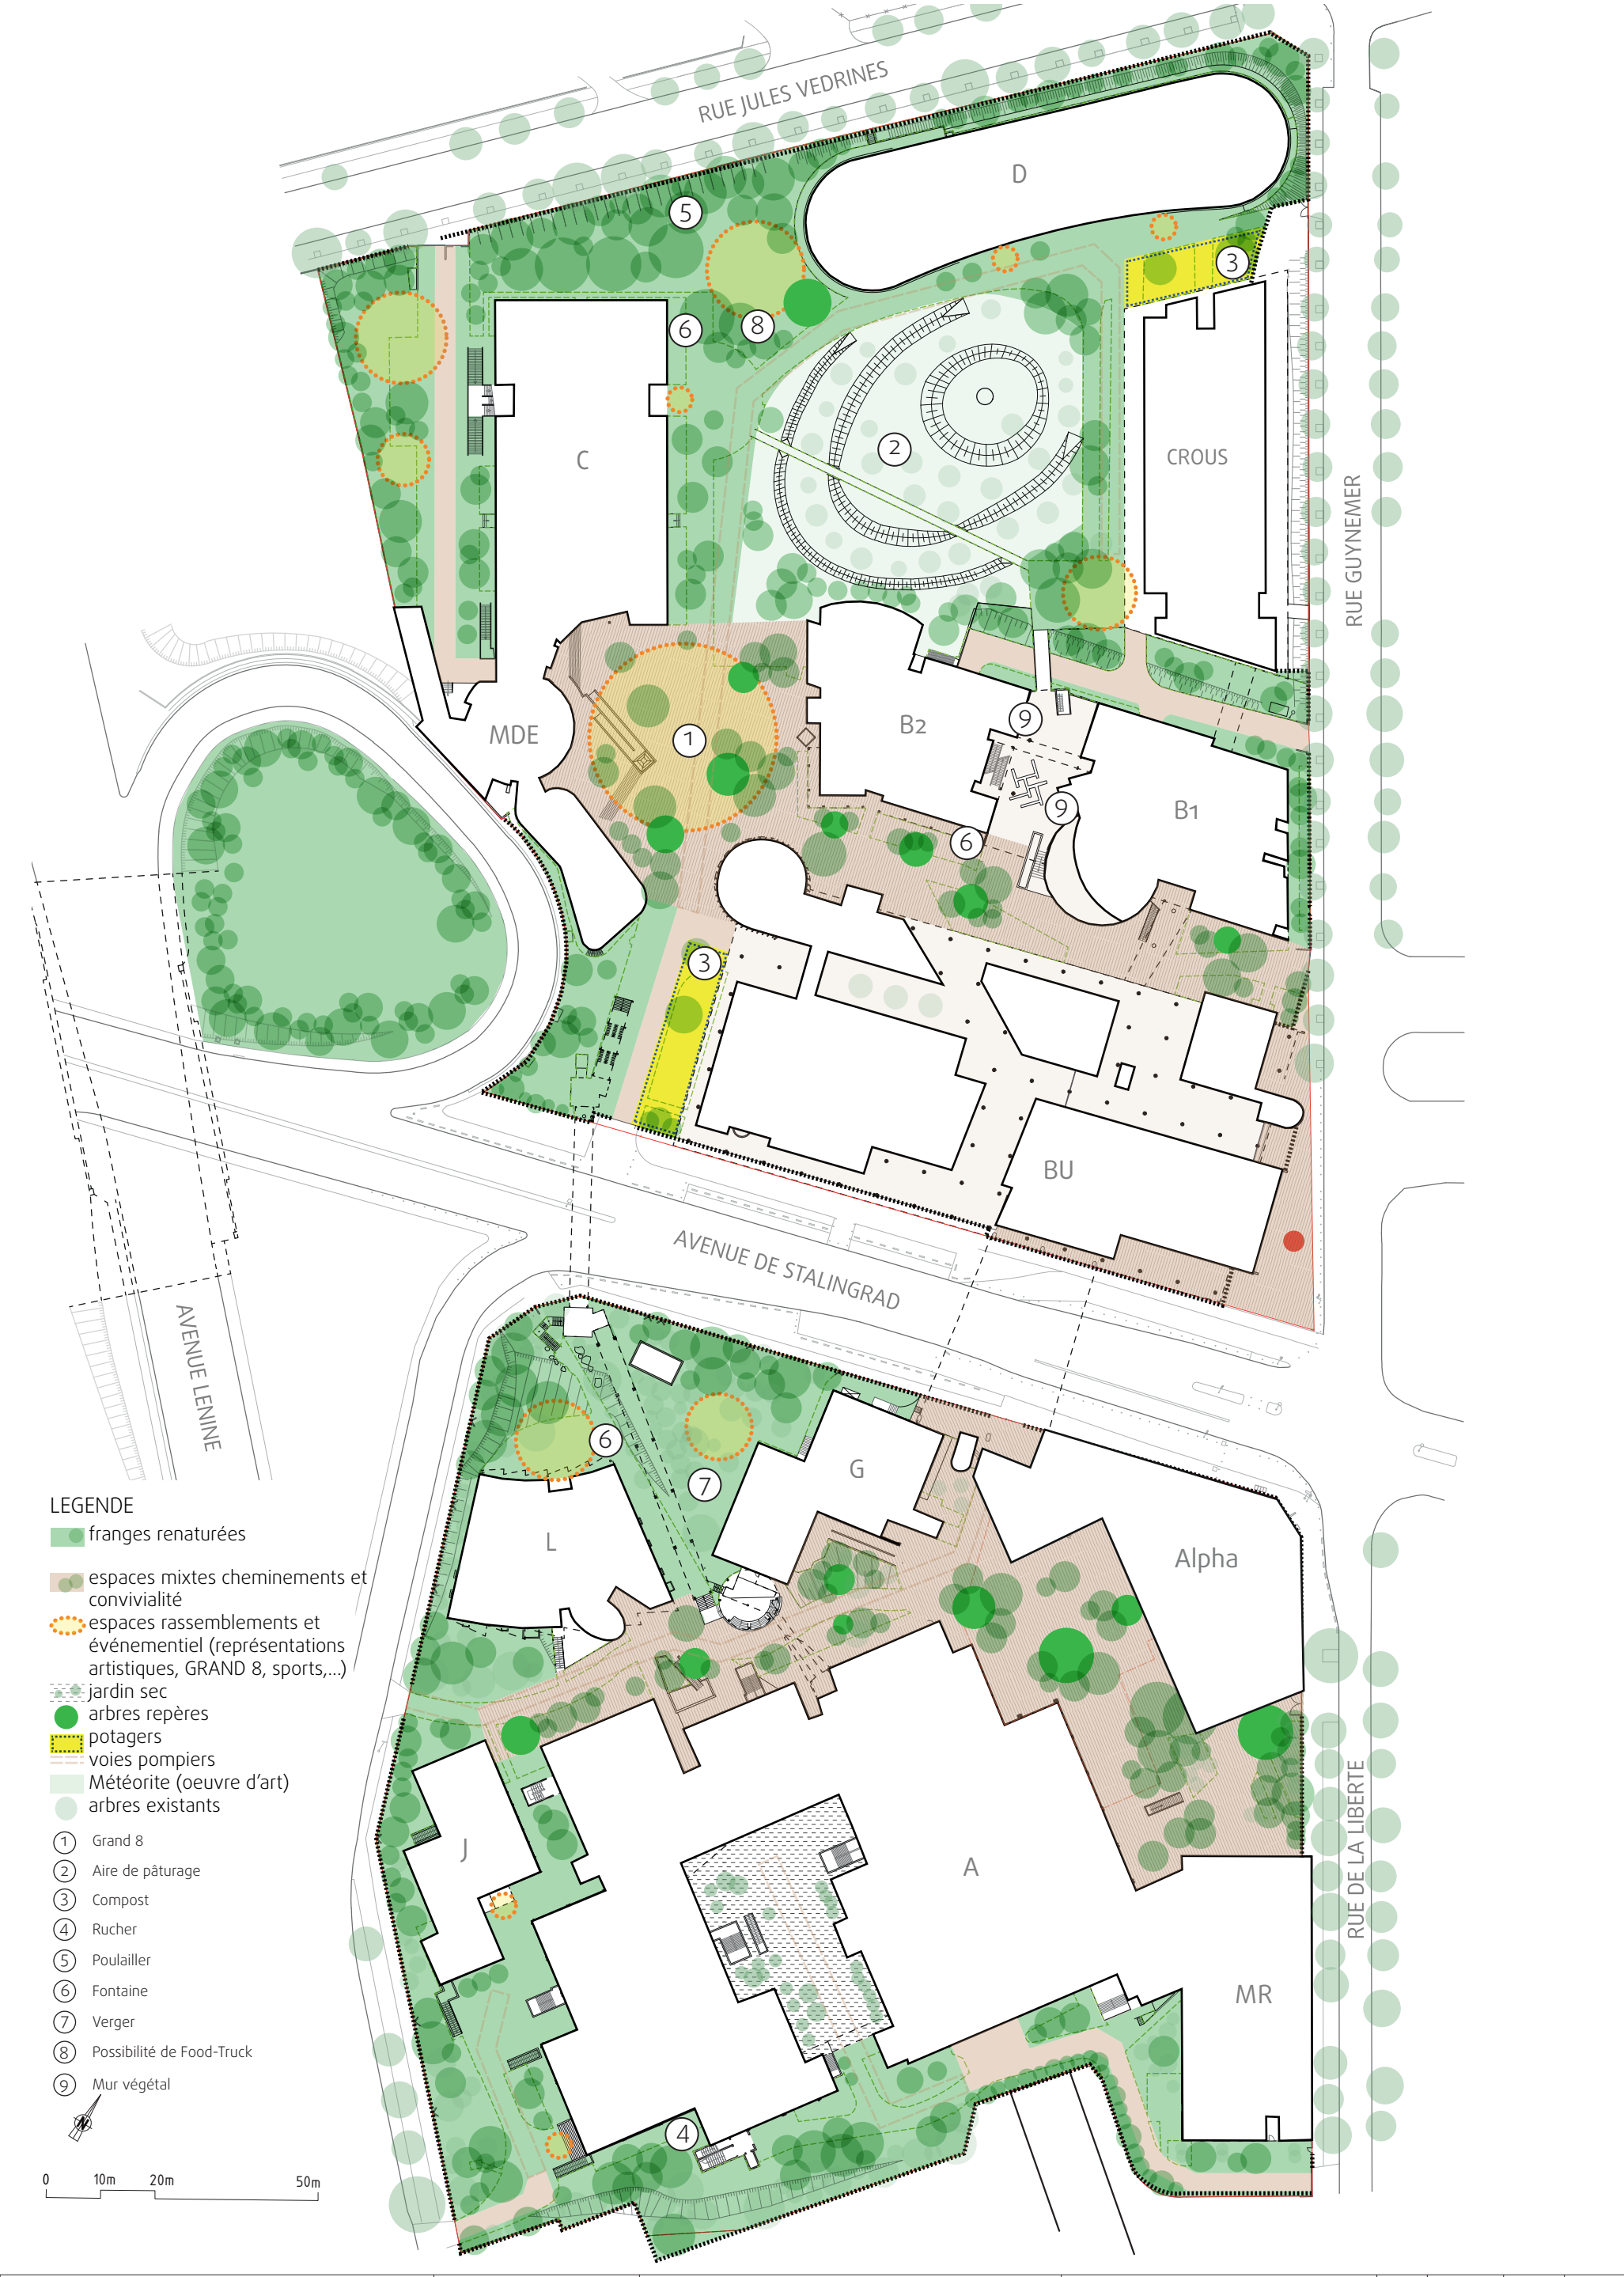 RUE JULES VEDRINES
D
5
3
6
8
C
2
CROUS
RUE GUYNEMER
MDE
1
B2
9
9
B1
6
3
BU
AVENUE DE STALINGRAD
AVENUE LENINE
6
7
G
L
Alpha
J
A
RUE DE LA LIBERTE
MR
4
LEGENDE
franges renaturées
espaces mixtes cheminements et
convivialité
espaces rassemblements et
événementiel (représentations
artistiques, GRAND 8, sports,...)
jardin sec
arbres repères
potagers
voies pompiers
Météorite (oeuvre d'art)
arbres existants
1 Grand 8
2 Aire de pâturage
3 Compost
4 Rucher
5 Poulailler
6 Fontaine
7 Verger
8 Possibilité de Food-Truck
9 Mur végétal
N
0 10m 20m 50m